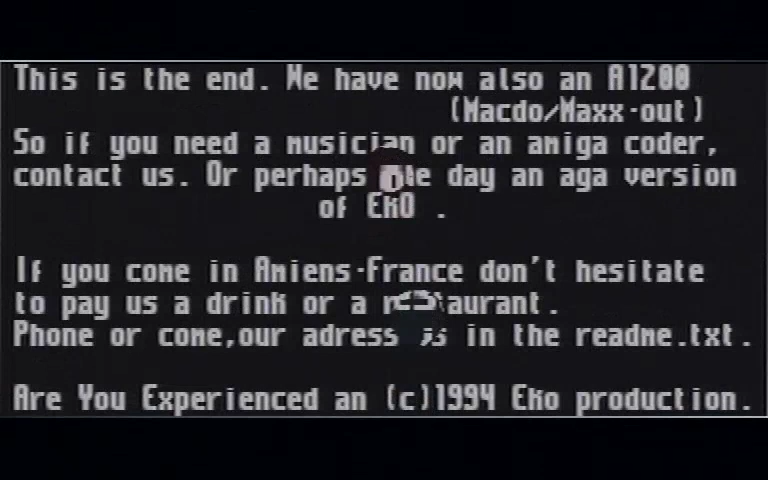 This is the end. We have now also an A1200
(Macdo/Maxx-out)
So if you need a musician or an amiga coder,
contact us. Or perhaps one day an aga version
of EkO .
If you come in Amiens-France don't hesitate
to pay us a drink or a restaurant.
Phone or come,our adress is in the readme.txt.
Are You Experienced an (c)1994 Eko production.